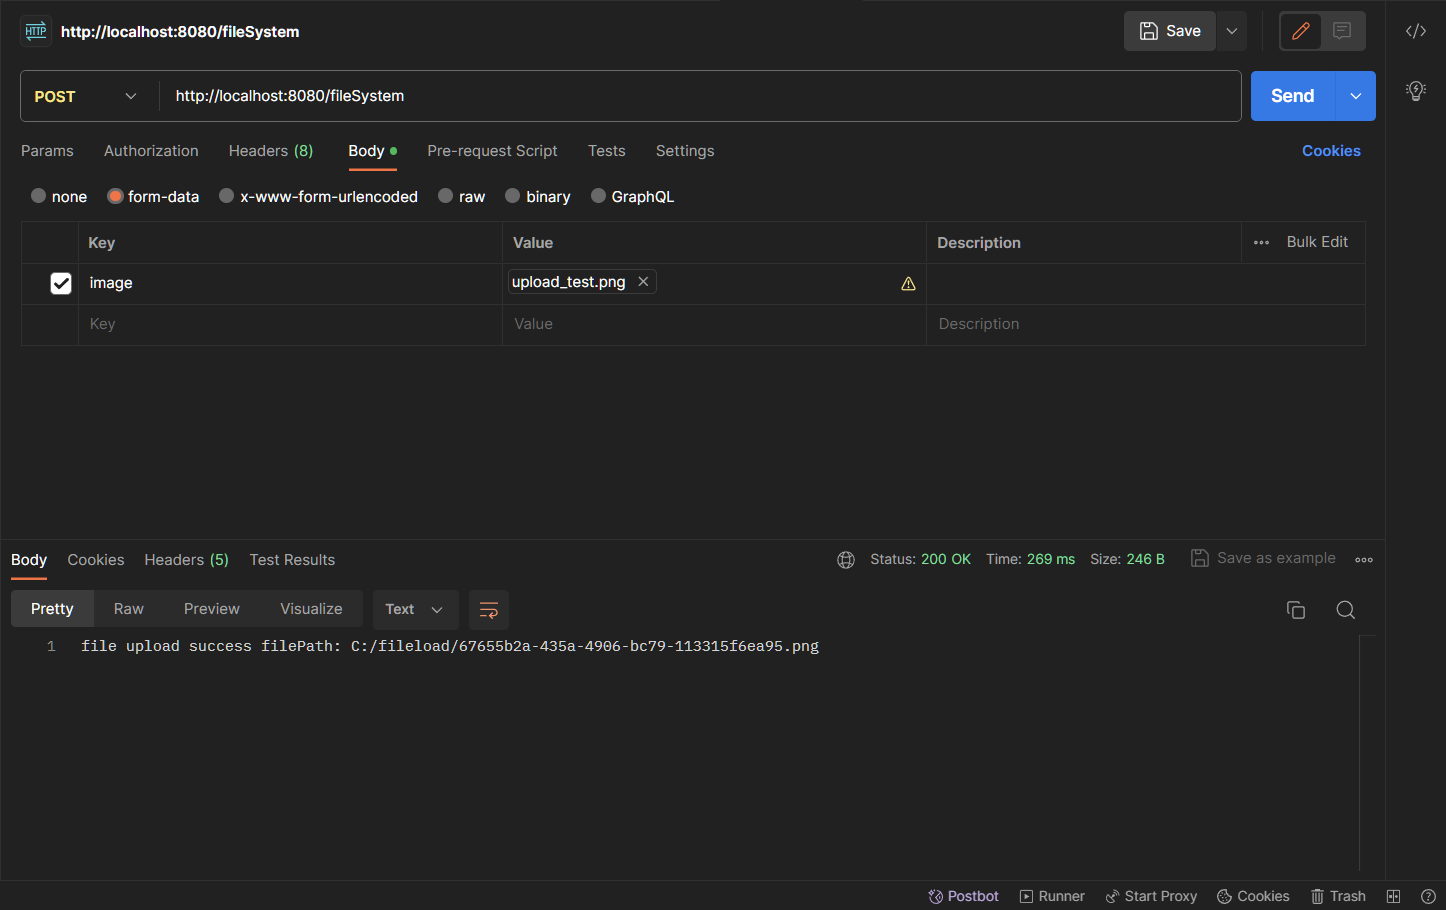 HTTP http://localhost:8080/fileSystem Save
POST http://localhost:8080/fileSystem Send
Params Authorization Headers (8) Body Pre-request Script Tests Settings Cookies
none form-data x-www-form-urlencoded raw binary GraphQL
Key Value Description Bulk Edit
image upload_test.png
Key Value Description
Body Cookies Headers (5) Test Results Status: 200 OK Time: 269 ms Size: 246 B Save as example
Pretty Raw Preview Visualize Text
1 file upload success filePath: C:/fileload/67655b2a-435a-4906-bc79-113315f6ea95.png
Postbot Runner Start Proxy Cookies Trash